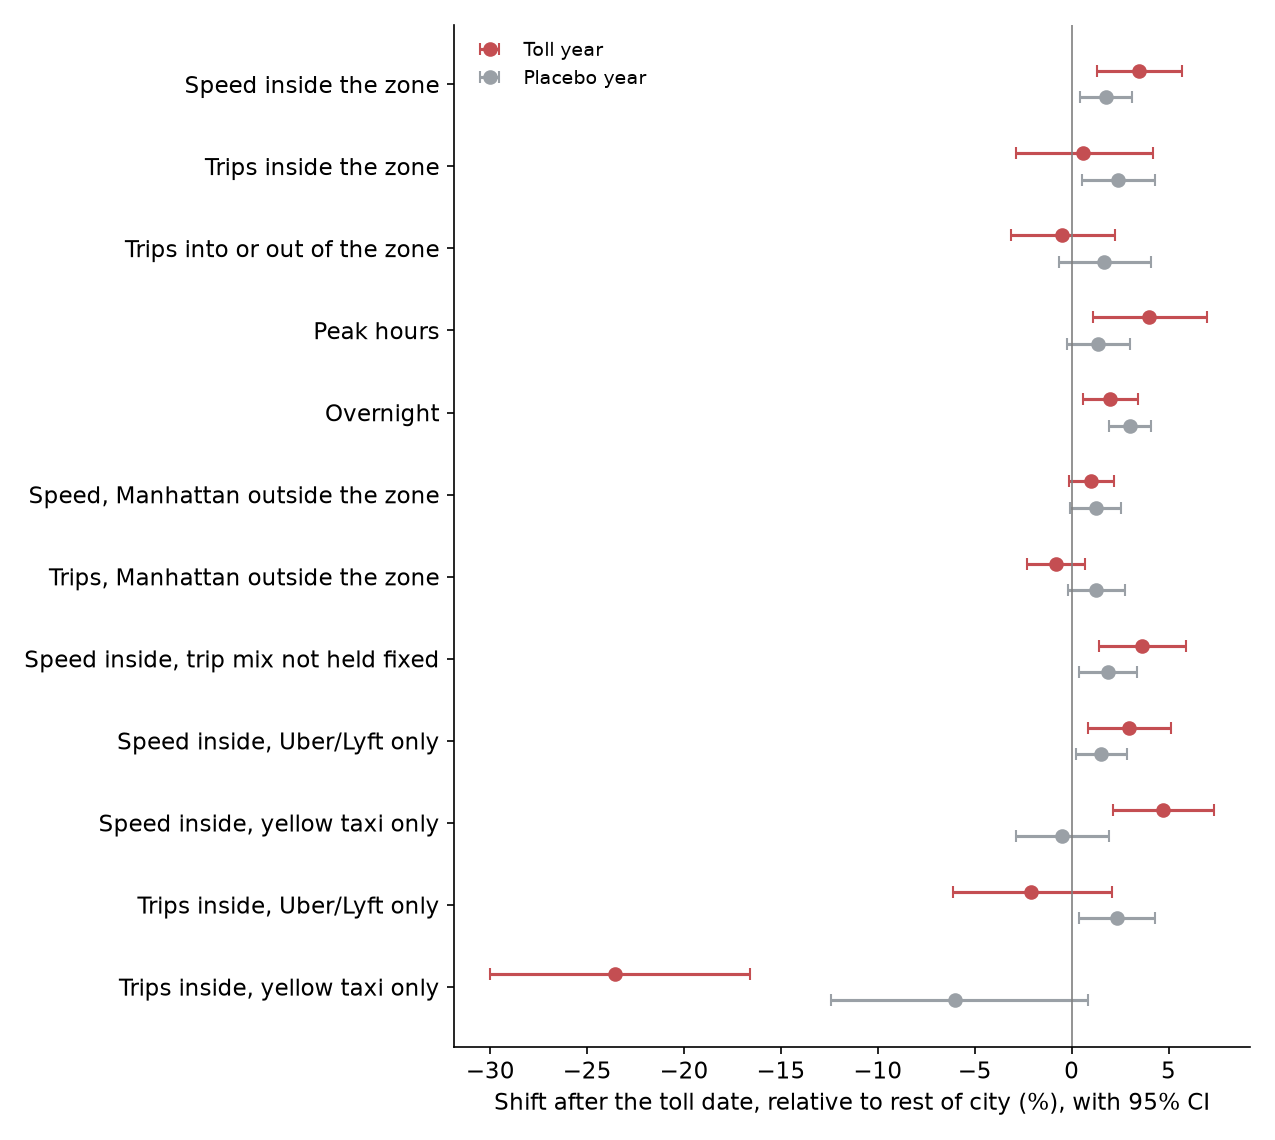 Toll year
Placebo year
Speed inside the zone
Trips inside the zone
Trips into or out of the zone
Peak hours
Overnight
Speed, Manhattan outside the zone
Trips, Manhattan outside the zone
Speed inside, trip mix not held fixed
Speed inside, Uber/Lyft only
Speed inside, yellow taxi only
Trips inside, Uber/Lyft only
Trips inside, yellow taxi only
−30 −25 −20 −15 −10 −5 0 5
Shift after the toll date, relative to rest of city (%), with 95% CI